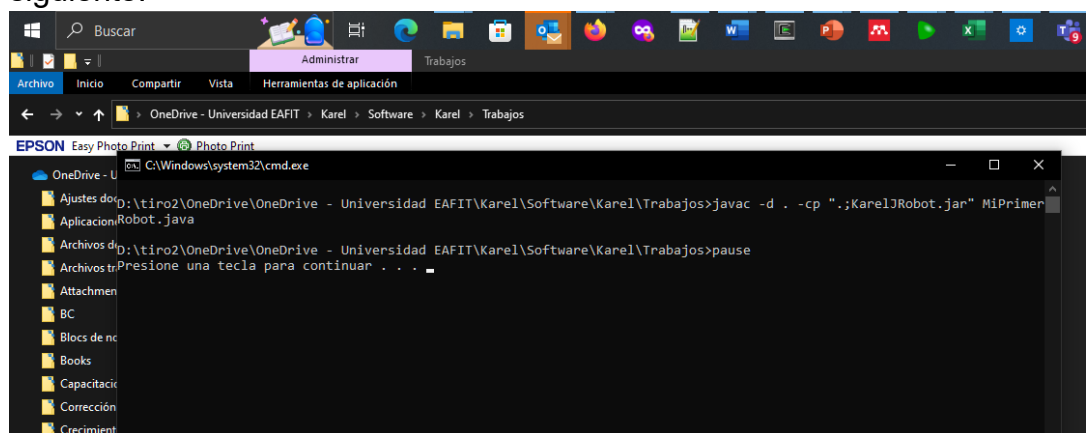 siguiente:
Buscar
Administrar
Trabajos
Archivo Inicio Compartir Vista Herramientas de aplicación
OneDrive - Universidad EAFIT > Karel > Software > Karel > Trabajos
EPSON Easy Photo Print Photo Print
C:\Windows\system32\cmd.exe
OneDrive - U
Ajustes doc
D:\tiro2\OneDrive\OneDrive - Universidad EAFIT\Karel\Software\Karel\Trabajos>javac -d . -cp ".;KarelJRobot.jar" MiPrimer
Aplicacion
Robot.java
Archivos d
D:\tiro2\OneDrive\OneDrive - Universidad EAFIT\Karel\Software\Karel\Trabajos>pause
Archivos tr
Presione una tecla para continuar . . .
Attachmen
BC
Blocs de no
Books
Capacitacio
Corrección
Crecimient